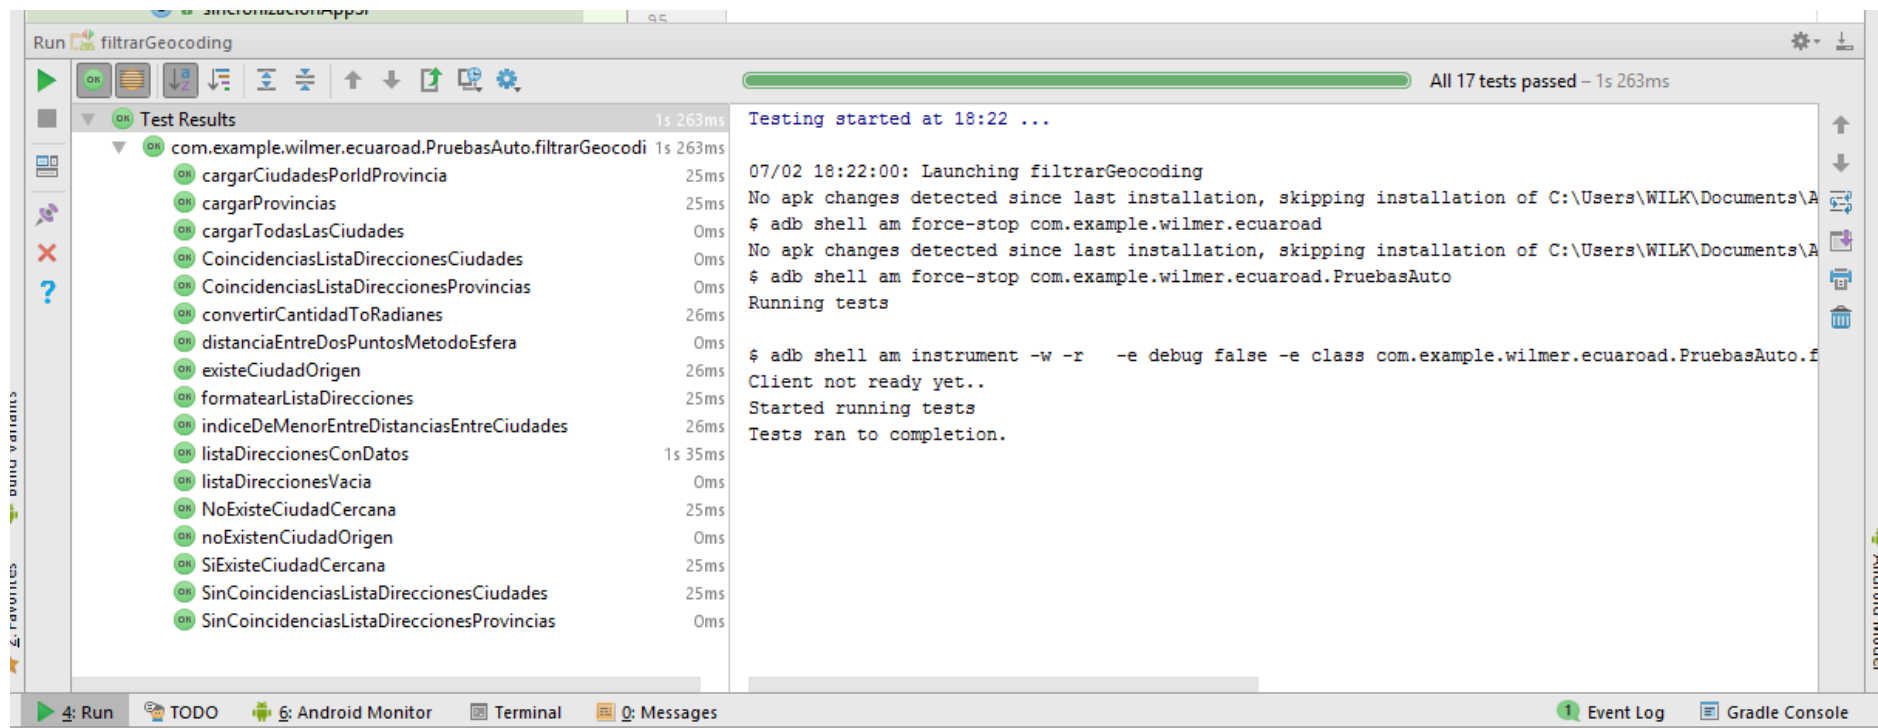 95
Run filtrarGeocoding
All 17 tests passed – 1s 263ms
Test Results 1s 263ms
com.example.wilmer.ecuaroad.PruebasAuto.filtrarGeocodi 1s 263ms
cargarCiudadesPorIdProvincia 25ms
cargarProvincias 25ms
cargarTodasLasCiudades 0ms
CoincidenciasListaDireccionesCiudades 0ms
CoincidenciasListaDireccionesProvincias 0ms
convertirCantidadToRadianes 26ms
distanciaEntreDosPuntosMetodoEsfera 0ms
existeCiudadOrigen 26ms
formatearListaDirecciones 25ms
indiceDeMenorEntreDistanciasEntreCiudades 26ms
listaDireccionesConDatos 1s 35ms
listaDireccionesVacia 0ms
NoExisteCiudadCercana 25ms
noExistenCiudadOrigen 0ms
SiExisteCiudadCercana 25ms
SinCoincidenciasListaDireccionesCiudades 25ms
SinCoincidenciasListaDireccionesProvincias 0ms
Testing started at 18:22 ...
07/02 18:22:00: Launching filtrarGeocoding
No apk changes detected since last installation, skipping installation of C:\Users\WILK\Documents\A
$ adb shell am force-stop com.example.wilmer.ecuaroad
No apk changes detected since last installation, skipping installation of C:\Users\WILK\Documents\A
$ adb shell am force-stop com.example.wilmer.ecuaroad.PruebasAuto
Running tests
$ adb shell am instrument -w -r   -e debug false -e class com.example.wilmer.ecuaroad.PruebasAuto.f
Client not ready yet..
Started running tests
Tests ran to completion.
2: Favorites
4: Run TODO 6: Android Monitor Terminal 0: Messages 1 Event Log Gradle Console